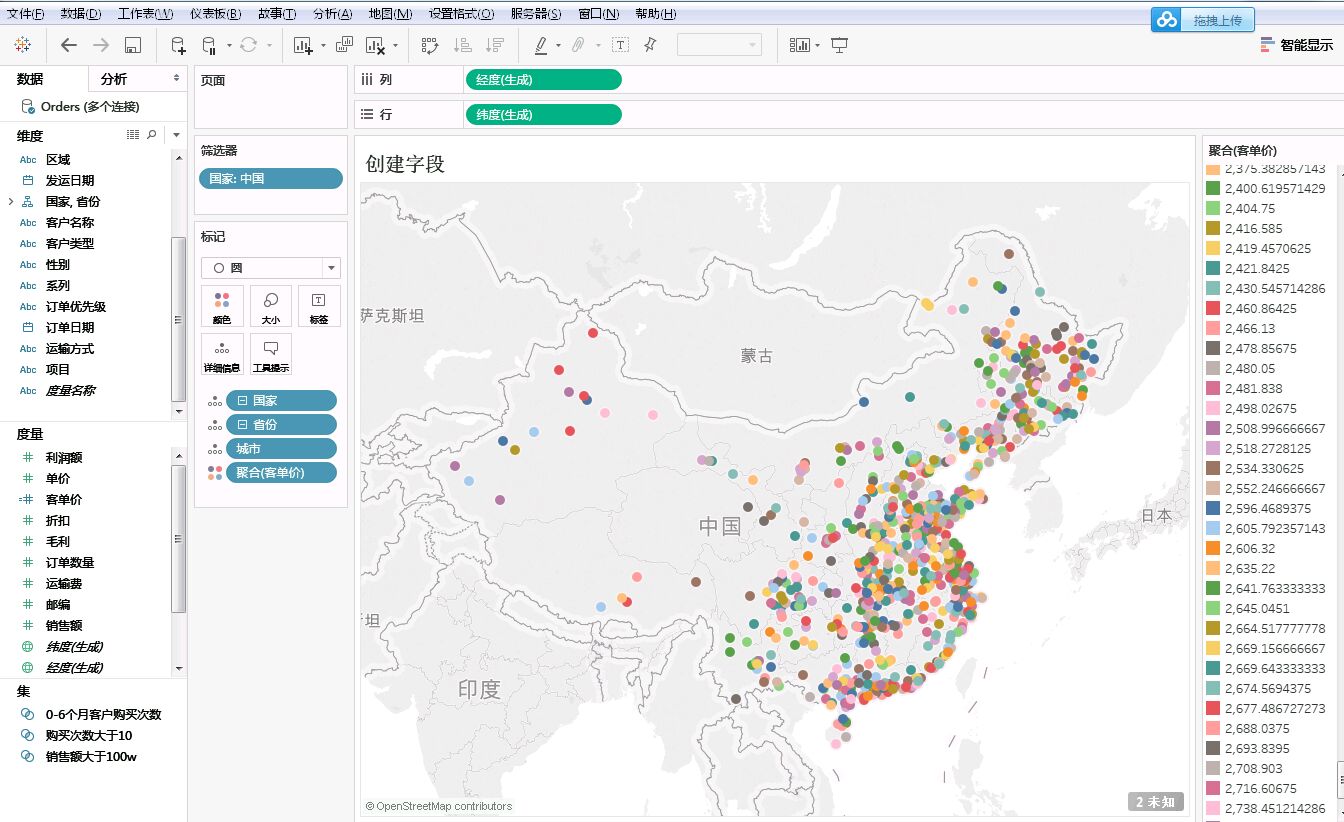 文件(F) 数据(D) 工作表(W) 仪表板(B) 故事(T) 分析(A) 地图(M) 设置格式(O) 服务器(S) 窗口(N) 帮助(H)
拖拽上传
智能显示
数据 分析
Orders (多个连接)
维度
Abc 区域
发运日期
国家, 省份
Abc 客户名称
Abc 客户类型
Abc 性别
Abc 系列
Abc 订单优先级
订单日期
Abc 运输方式
Abc 项目
Abc 度量名称
度量
利润额
单价
客单价
折扣
毛利
订单数量
运输费
邮编
销售额
纬度(生成)
经度(生成)
集
0-6个月客户购买次数
购买次数大于10
销售额大于100w
页面
筛选器
国家: 中国
标记
圆
颜色 大小 标签
详细信息 工具提示
国家
省份
城市
聚合(客单价)
列 经度(生成)
行 纬度(生成)
创建字段
萨克斯坦
蒙古
中国
日本
斯坦
印度
© OpenStreetMap contributors
2 未知
聚合(客单价)
2,375.382857143
2,400.619571429
2,404.75
2,416.585
2,419.4570625
2,421.8425
2,430.545714286
2,460.86425
2,466.13
2,478.85675
2,480.05
2,481.838
2,498.02675
2,508.996666667
2,518.2728125
2,534.330625
2,552.246666667
2,596.4689375
2,605.792357143
2,606.32
2,635.22
2,641.763333333
2,645.0451
2,664.517777778
2,669.156666667
2,669.643333333
2,674.5694375
2,677.486727273
2,688.0375
2,693.8395
2,708.903
2,716.60675
2,738.451214286